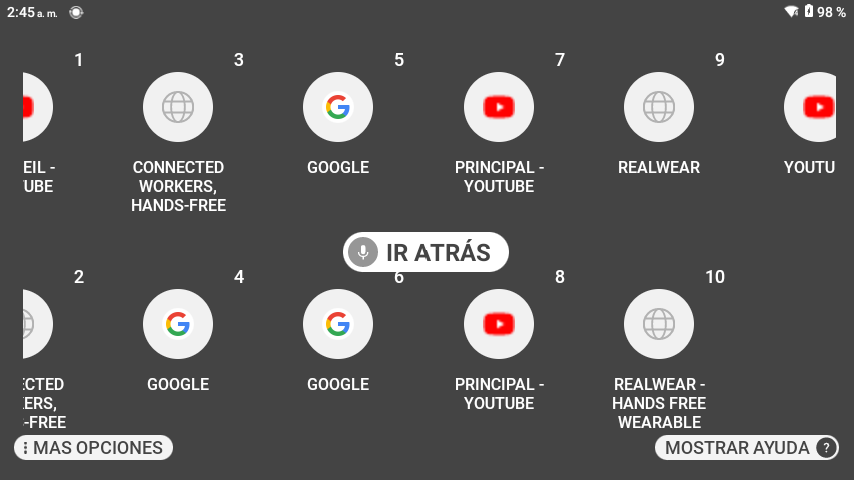 2:45 a. m.
98 %
1
3
5
7
9
EIL -
UBE
CONNECTED
WORKERS,
HANDS-FREE
GOOGLE
PRINCIPAL -
YOUTUBE
REALWEAR
YOUTU
IR ATRÁS
2
4
6
8
10
ECTED
ERS,
-FREE
GOOGLE
GOOGLE
PRINCIPAL -
YOUTUBE
REALWEAR -
HANDS FREE
WEARABLE
MAS OPCIONES
MOSTRAR AYUDA ?